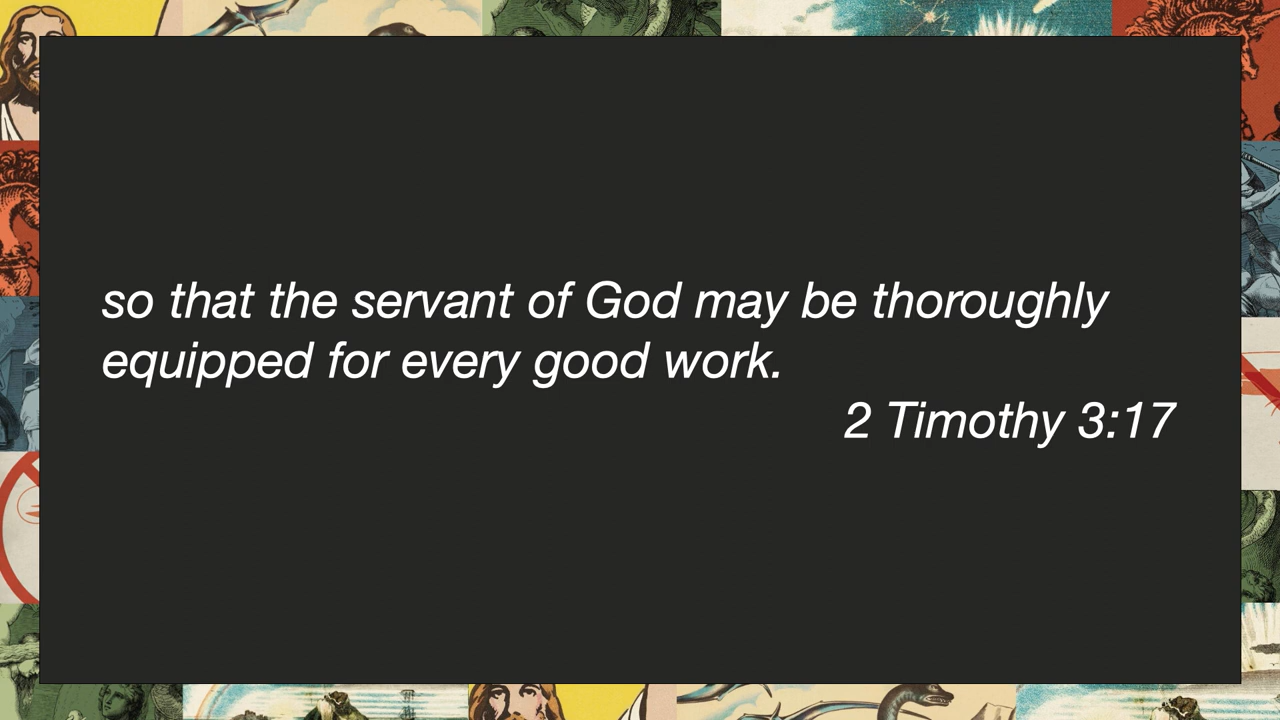 so that the servant of God may be thoroughly
equipped for every good work.
2 Timothy 3:17